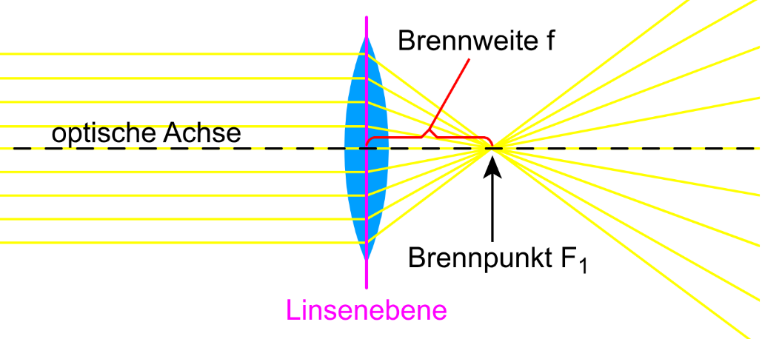 Brennweite f
optische Achse
Brennpunkt F₁
Linsenebene